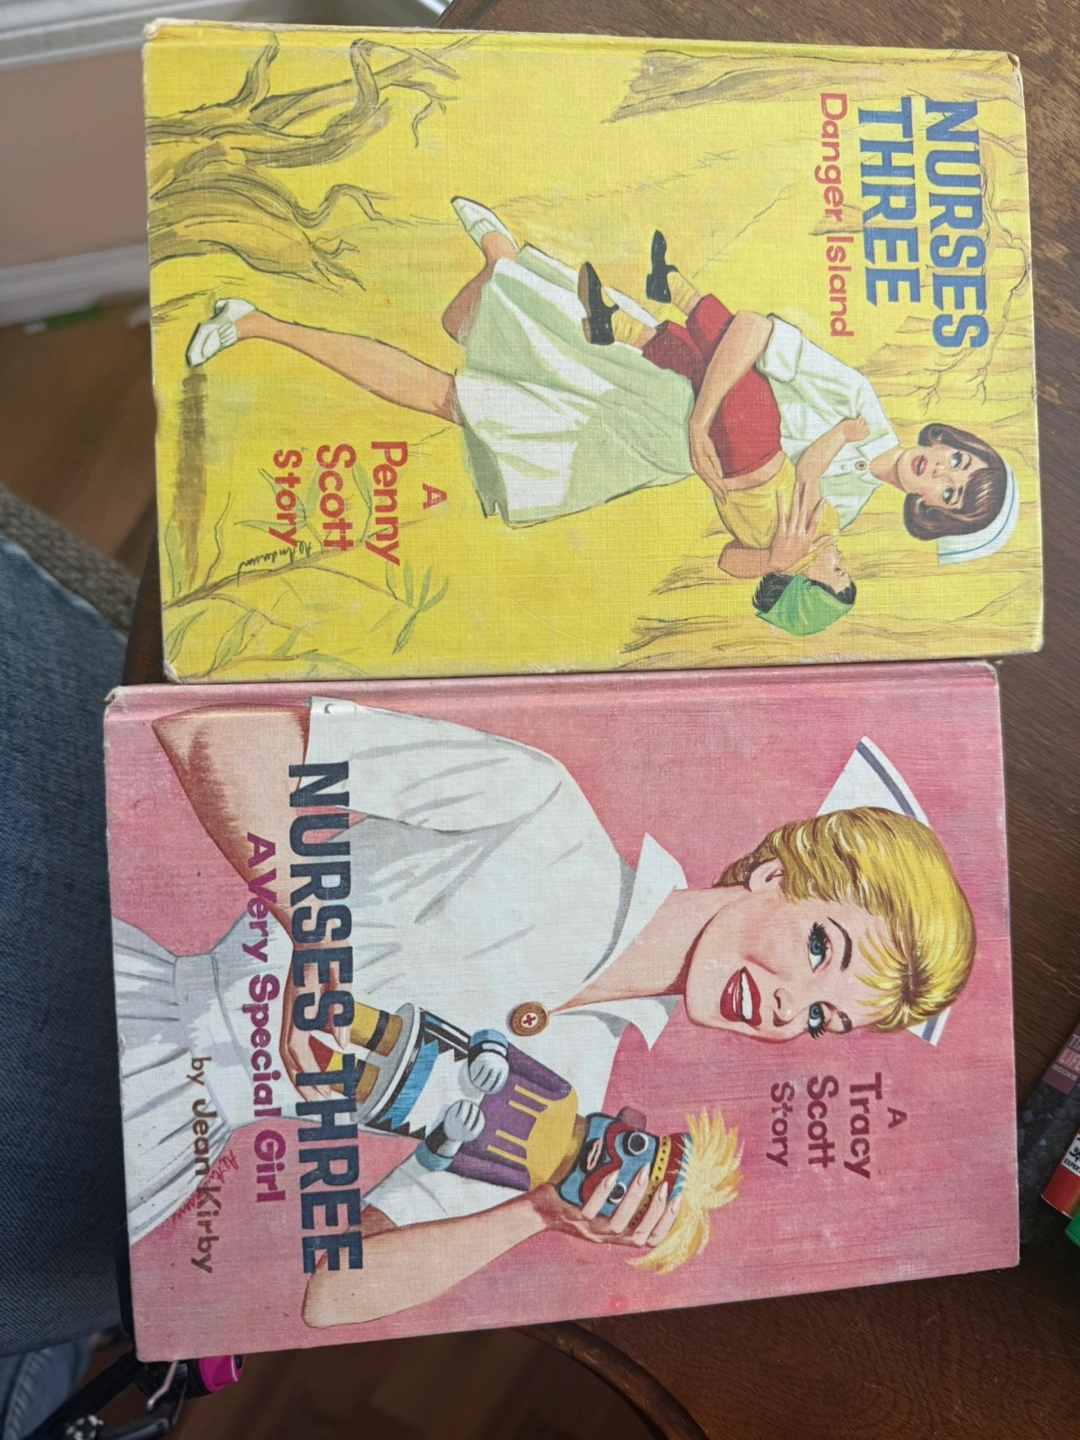 NURSES
THREE
Danger Island
A
Penny
Scott
Story
A
Tracy
Scott
Story
NURSES THREE
A Very Special Girl
by Jean Kirby